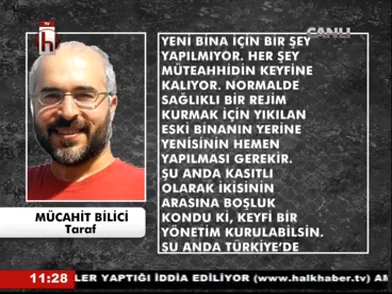 TV
h
CANLI
YENİ BİNA İÇİN BİR ŞEY
YAPILMIYOR. HER ŞEY
MÜTEAHHİDİN KEYFİNE
KALIYOR. NORMALDE
SAĞLIKLI BİR REJİM
KURMAK İÇİN YIKILAN
ESKİ BİNANIN YERİNE
YENİSİNİN HEMEN
YAPILMASI GEREKİR.
ŞU ANDA KASITLI
OLARAK İKİSİNİN
ARASINA BOŞLUK
KONDU Kİ, KEYFİ BİR
YÖNETİM KURULABİLSİN.
ŞU ANDA TÜRKİYE'DE
MÜCAHİT BİLİCİ
Taraf
11:28 LER YAPTIĞI İDDİA EDİLİYOR (www.halkhaber.tv) AM